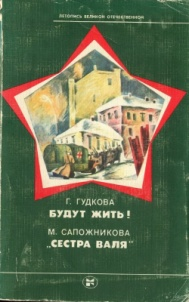 ЛЕТОПИСЬ ВЕЛИКОЙ ОТЕЧЕСТВЕННОЙ
Г. ГУДКОВА
БУДУТ ЖИТЬ!
М. САПОЖНИКОВА
„СЕСТРА ВАЛЯ“